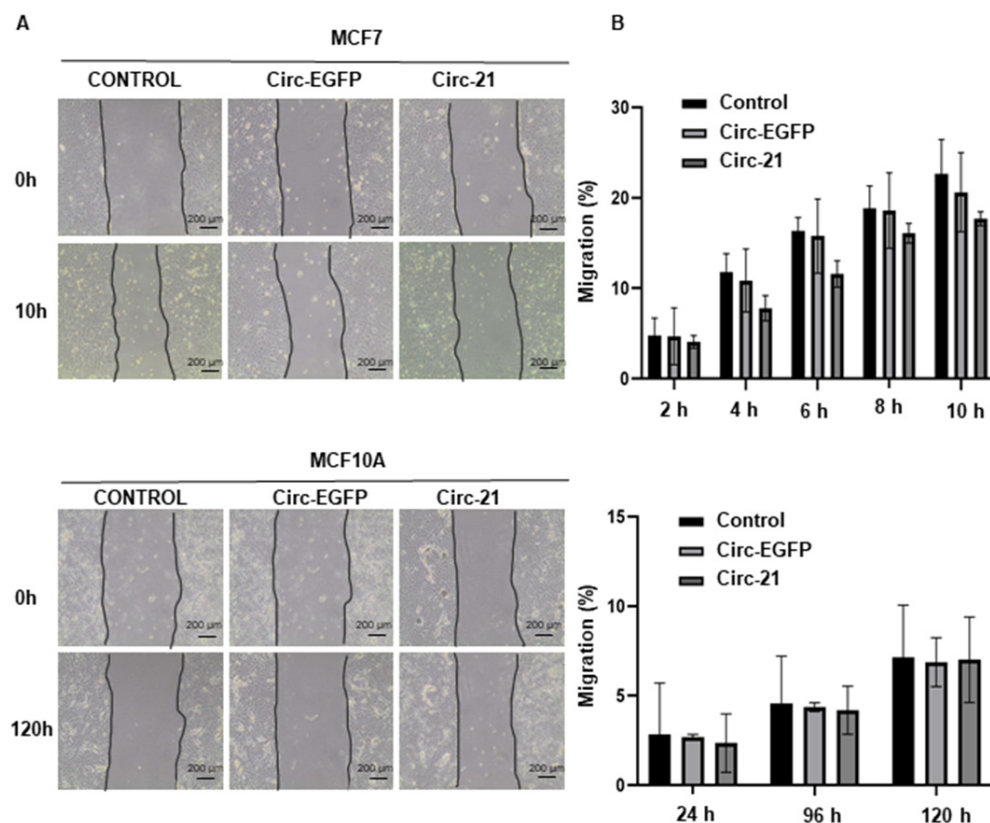 A
MCF7
CONTROL Circ-EGFP Circ-21
0h
200 µm 200 µm 200 µm
10h
200 µm 200 µm 200 µm
MCF10A
CONTROL Circ-EGFP Circ-21
0h
200 µm 200 µm 200 µm
120h
200 µm 200 µm 200 µm
B
Control
Circ-EGFP
Circ-21
Migration (%)
30
20
10
0
2 h 4 h 6 h 8 h 10 h
Control
Circ-EGFP
Circ-21
Migration (%)
15
10
5
0
24 h 96 h 120 h